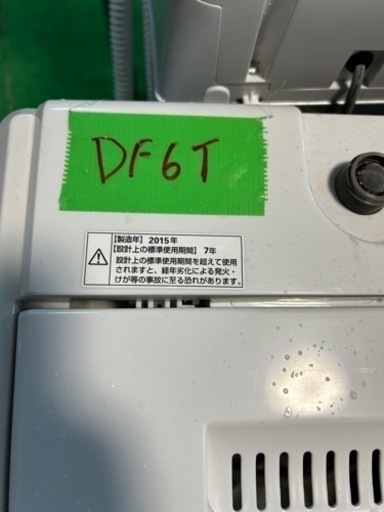 DF6T
【製造年】2015年
【設計上の標準使用期間】7年
設計上の標準使用期間を超えて使用
されますと、経年劣化による発火・
けが等の事故に至る恐れがあります。